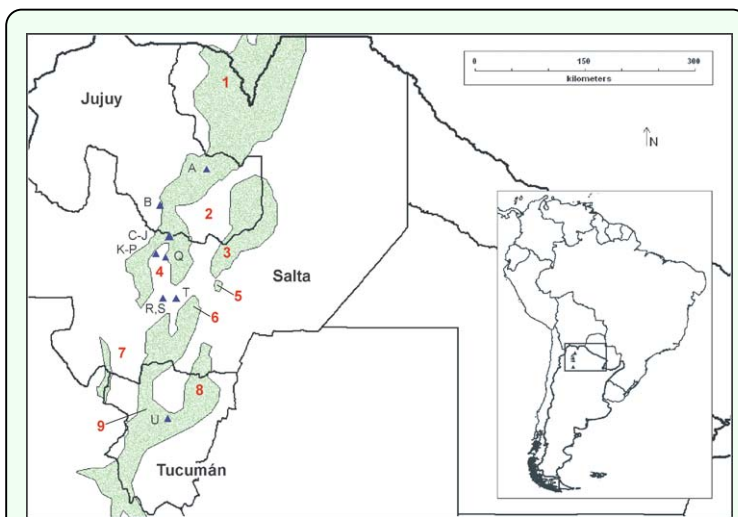 0 150 300
kilometers
1
Jujuy
N
A
B
2
C-J
K-P
Q
3
4
Salta
5
T
R,S
6
7
8
9
U
Tucumán